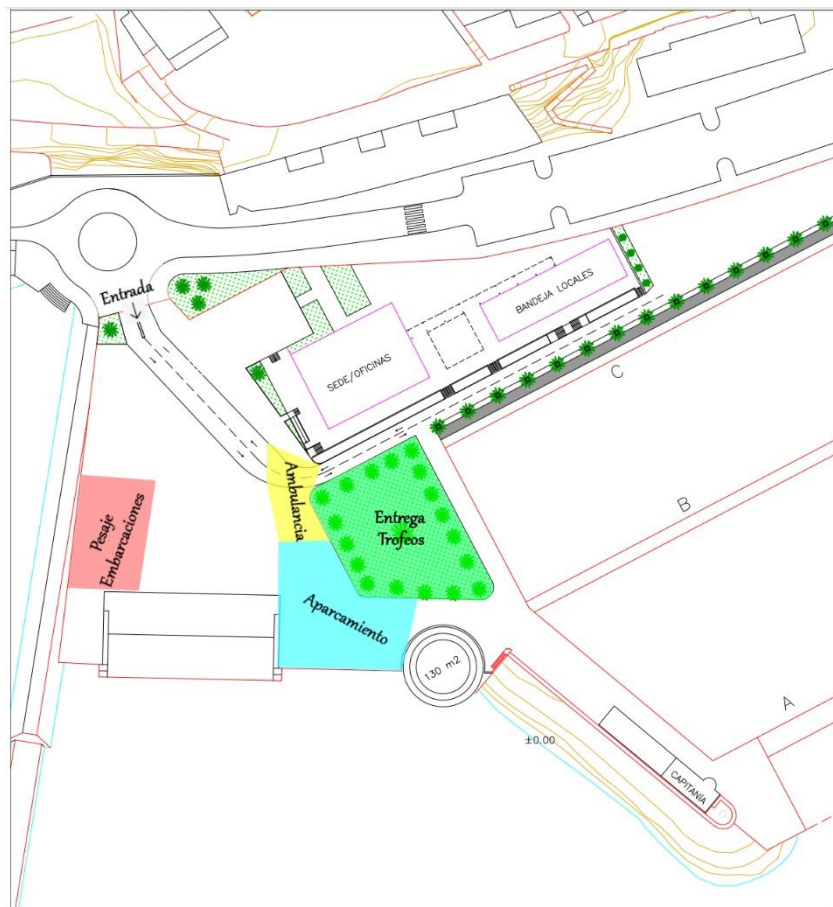 Entrada
BANDEJA LOCALES
SEDE/OFICINAS
C
Ambulancia
Entrega
Trofeos
B
Pesaje
Embarcaciones
Aparcamiento
130 m2
A
±0,00
CAPITANÍA